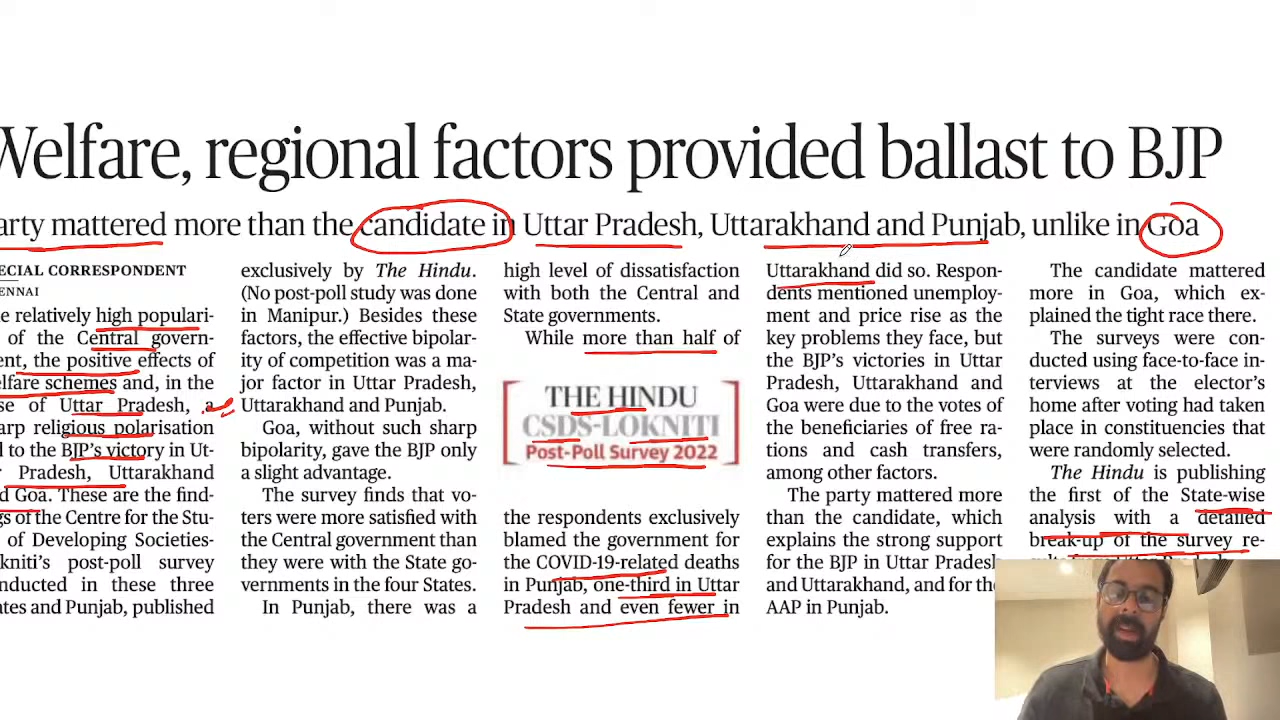 Welfare, regional factors provided ballast to BJP
arty mattered more than the candidate in Uttar Pradesh, Uttarakhand and Punjab, unlike in Goa
ECIAL CORRESPONDENT
ENNAI
e relatively high populari-
of the Central govern-
ent, the positive effects of
elfare schemes and, in the
se of Uttar Pradesh, a
arp religious polarisation
d to the BJP's victory in Ut-
r Pradesh, Uttarakhand
d Goa. These are the find-
gs of the Centre for the Stu-
of Developing Societies-
kniti's post-poll survey
nducted in these three
ates and Punjab, published
exclusively by The Hindu.
(No post-poll study was done
in Manipur.) Besides these
factors, the effective bipolar-
ity of competition was a ma-
jor factor in Uttar Pradesh,
Uttarakhand and Punjab.
Goa, without such sharp
bipolarity, gave the BJP only
a slight advantage.
The survey finds that vo-
ters were more satisfied with
the Central government than
they were with the State go-
vernments in the four States.
In Punjab, there was a
high level of dissatisfaction
with both the Central and
State governments.
While more than half of
THE HINDU
CSDS-LOKNITI
Post-Poll Survey 2022
the respondents exclusively
blamed the government for
the COVID-19-related deaths
in Punjab, one-third in Uttar
Pradesh and even fewer in
Uttarakhand did so. Respon-
dents mentioned unemploy-
ment and price rise as the
key problems they face, but
the BJP's victories in Uttar
Pradesh, Uttarakhand and
Goa were due to the votes of
the beneficiaries of free ra-
tions and cash transfers,
among other factors.
The party mattered more
than the candidate, which
explains the strong support
for the BJP in Uttar Pradesh
and Uttarakhand, and for the
AAP in Punjab.
The candidate mattered
more in Goa, which ex-
plained the tight race there.
The surveys were con-
ducted using face-to-face in-
terviews at the elector's
home after voting had taken
place in constituencies that
were randomly selected.
The Hindu is publishing
the first of the State-wise
analysis with a detailed
break-up of the survey re-